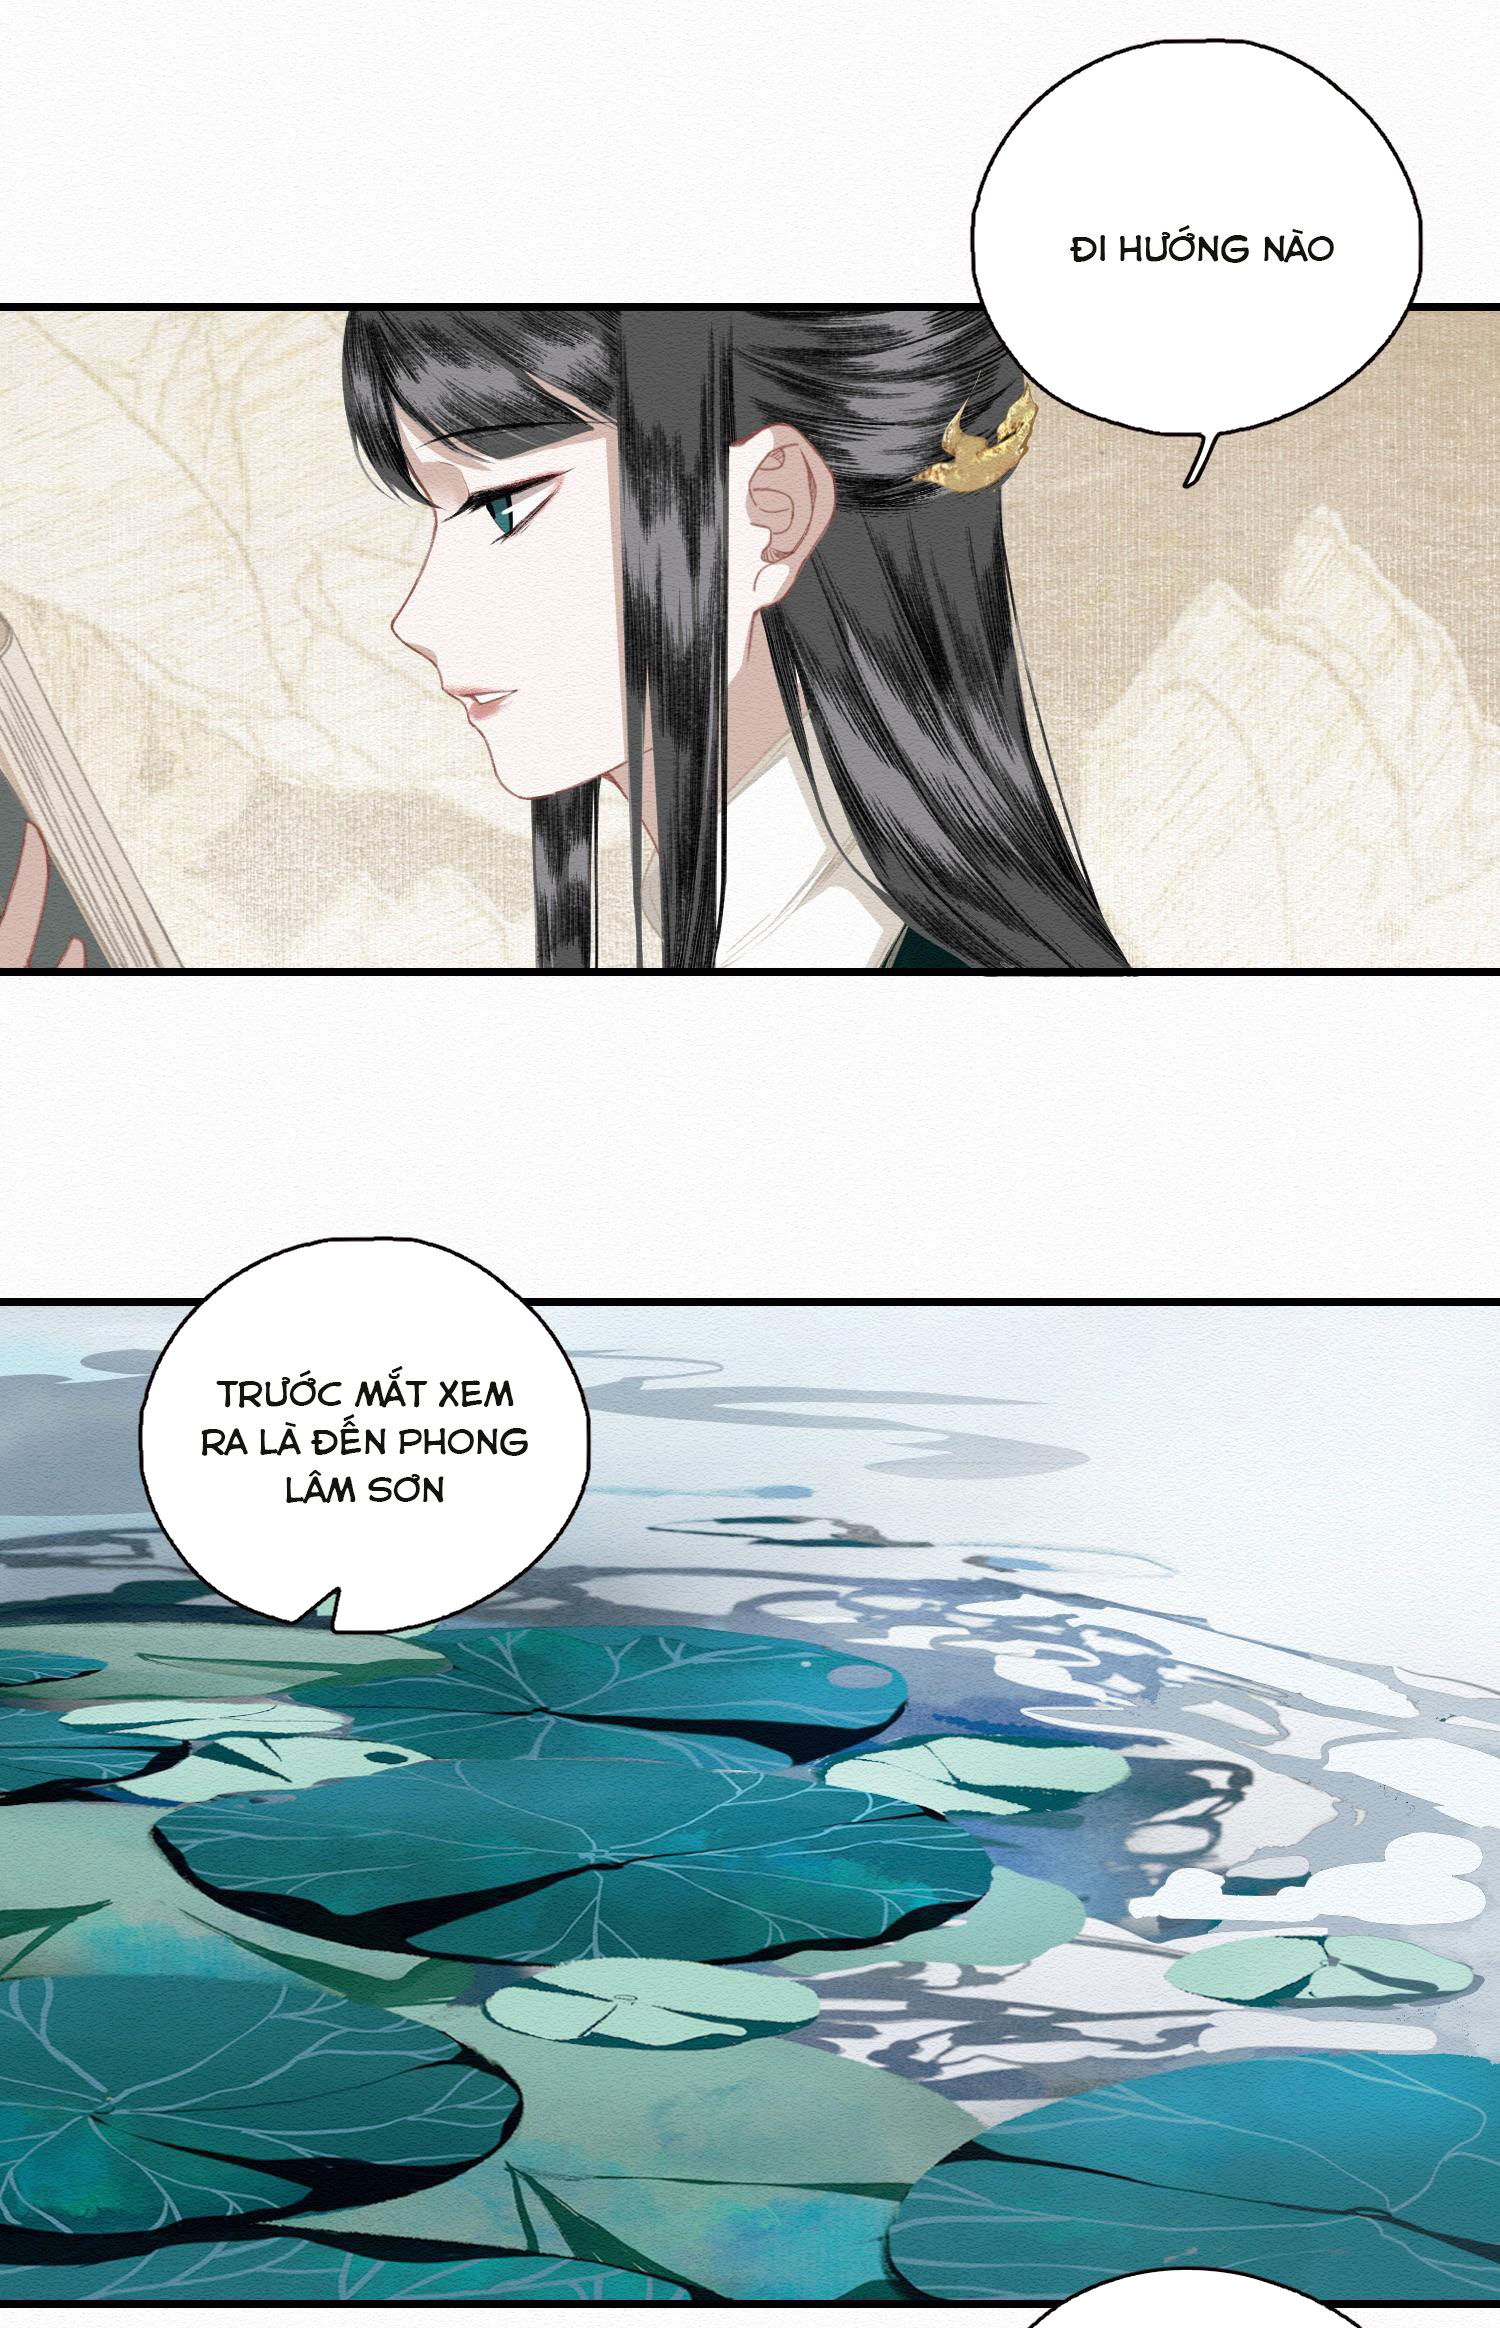 ĐI HƯỚNG NÀO
TRƯỚC MẮT XEM
RA LÀ ĐẾN PHONG
LÂM SƠN